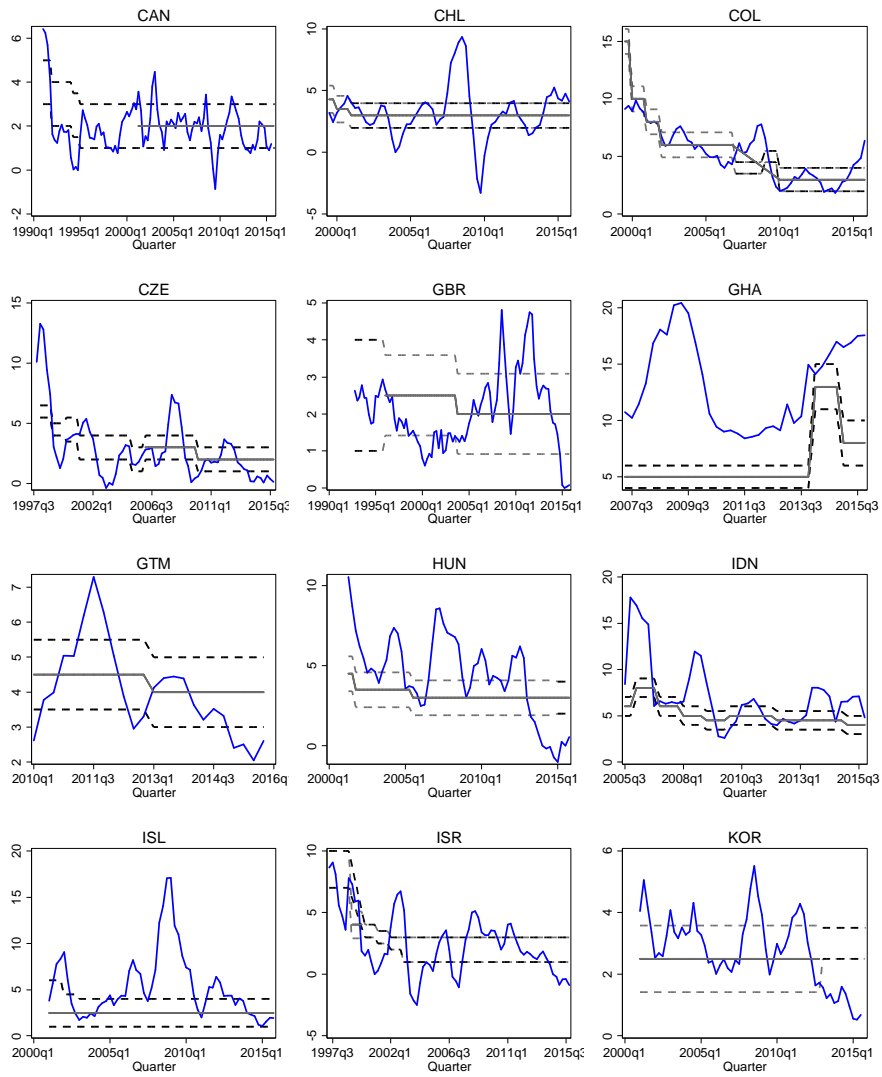 CAN
6
4
2
0
-2
1990q1 1995q1 2000q1 2005q1 2010q1 2015q1
Quarter
CHL
10
5
0
-5
2000q1 2005q1 2010q1 2015q1
Quarter
COL
15
10
5
0
2000q1 2005q1 2010q1 2015q1
Quarter
CZE
15
10
5
0
1997q3 2002q1 2006q3 2011q1 2015q3
Quarter
GBR
5
4
3
2
1
0
1990q1 1995q1 2000q1 2005q1 2010q1 2015q1
Quarter
GHA
20
15
10
5
2007q3 2009q3 2011q3 2013q3 2015q3
Quarter
GTM
7
6
5
4
3
2
2010q1 2011q3 2013q1 2014q3 2016q
Quarter
HUN
10
5
0
2000q1 2005q1 2010q1 2015q1
Quarter
IDN
20
15
10
5
0
2005q3 2008q1 2010q3 2013q1 2015q3
Quarter
ISL
20
15
10
5
0
2000q1 2005q1 2010q1 2015q1
Quarter
ISR
10
5
0
-5
1997q3 2002q1 2006q3 2011q1 2015q3
Quarter
KOR
6
4
2
0
2000q1 2005q1 2010q1 2015q1
Quarter